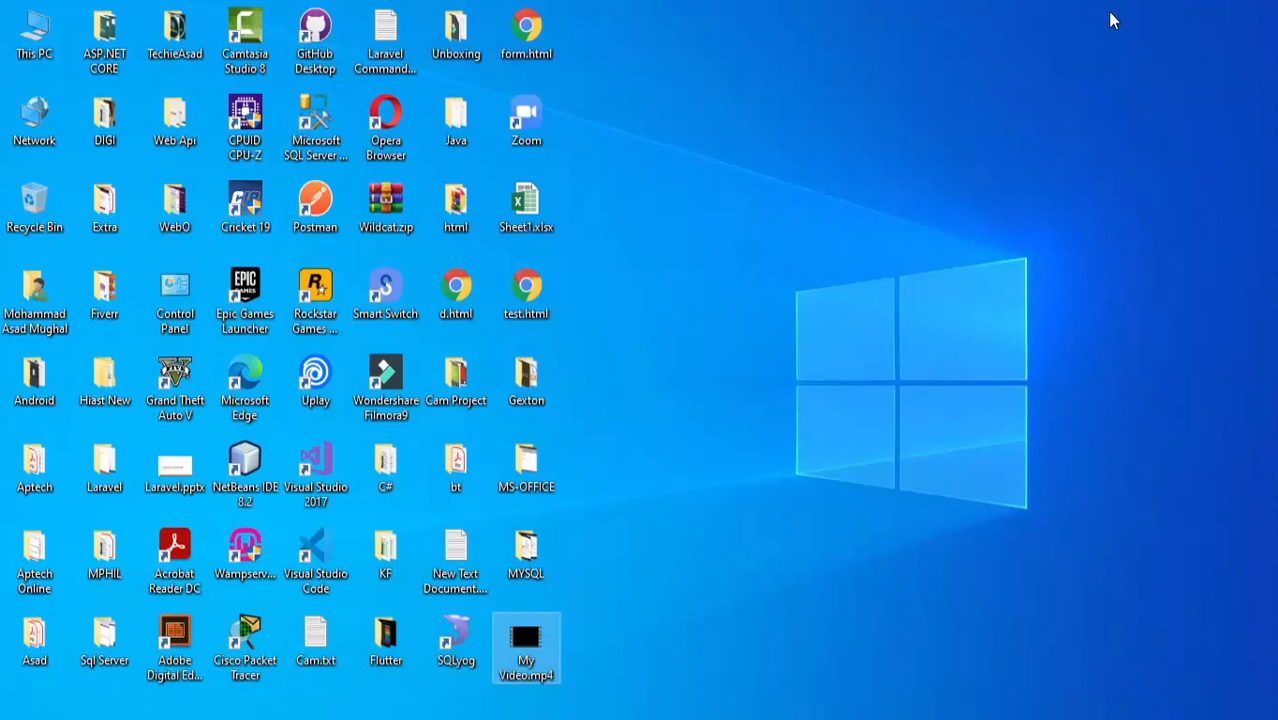 This PC
ASP.NET
CORE
TechieAsad
Camtasia
Studio 8
GitHub
Desktop
Laravel
Command...
Unboxing
form.html
Network
DIGI
Web Api
CPUID
CPU-Z
Microsoft
SQL Server ...
Opera
Browser
Java
Zoom
Recycle Bin
Extra
WebO
Cricket 19
Postman
Wildcat.zip
html
Sheet1.xlsx
Mohammad
Asad Mughal
Fiverr
Control
Panel
EPIC
GAMES
Epic Games
Launcher
Rockstar
Games ...
Smart Switch
d.html
test.html
Android
Hiast New
Grand Theft
Auto V
Microsoft
Edge
Uplay
Wondershare
Filmora9
Cam Project
Gexton
Aptech
Laravel
Laravel.pptx
NetBeans IDE
8.2
Visual Studio
2017
C#
bt
MS-OFFICE
Aptech
Online
MPHIL
Acrobat
Reader DC
Wampserv...
Visual Studio
Code
KF
New Text
Document....
MYSQL
Asad
Sql Server
Adobe
Digital Ed...
Cisco Packet
Tracer
Cam.txt
Flutter
SQLyog
My
Video.mp4